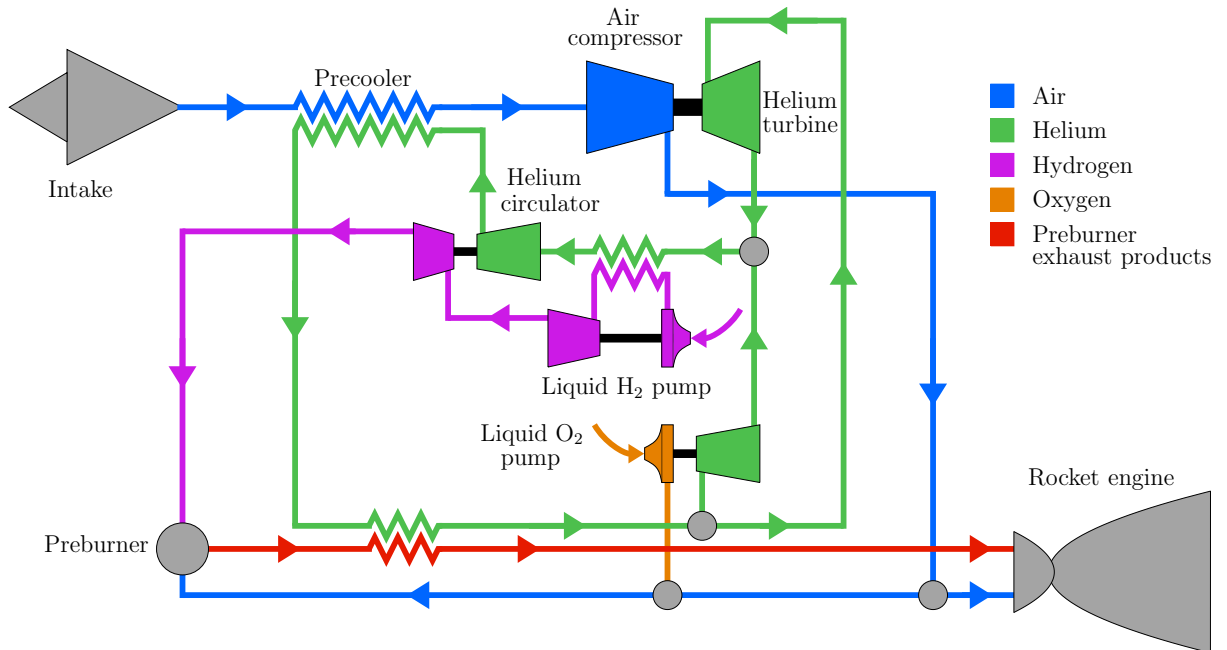 Air
compressor
Precooler
Helium
turbine
Intake
Helium
circulator
Air
Helium
Hydrogen
Oxygen
Preburner
exhaust products
Liquid H₂ pump
Liquid O₂
pump
Rocket engine
Preburner